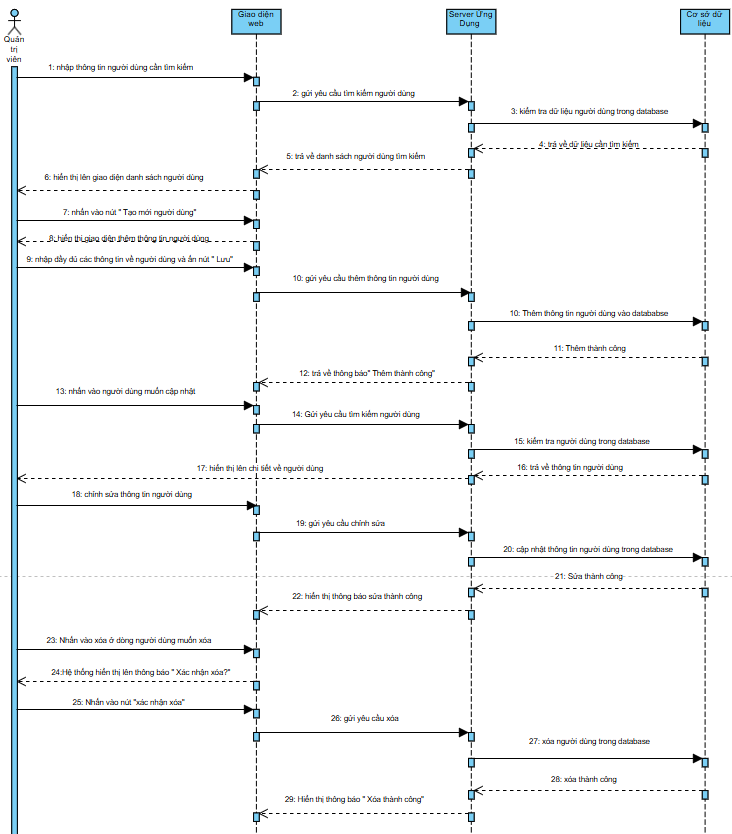 Quản
trị
viên
Giao diện
web
Server Ứng
Dụng
Cơ sở dữ
liệu
1: nhập thông tin người dùng cần tìm kiếm
2: gửi yêu cầu tìm kiếm người dùng
3: kiểm tra dữ liệu người dùng trong database
4: trả về dữ liệu cần tìm kiếm
5: trả về danh sách người dùng tìm kiếm
6: hiển thị lên giao diện danh sách người dùng
7: nhấn vào nút " Tạo mới người dùng"
8: hiển thị giao diện thêm thông tin người dùng
9: nhập đầy đủ các thông tin về người dùng và ấn nút " Lưu"
10: gửi yêu cầu thêm thông tin người dùng
10: Thêm thông tin người dùng vào datababse
11: Thêm thành công
12: trả về thông báo" Thêm thành công"
13: nhấn vào người dùng muốn cập nhật
14: Gửi yêu cầu tìm kiếm người dùng
15: kiểm tra người dùng trong database
16: trả về thông tin người dùng
17: hiển thị lên chi tiết về người dùng
18: chỉnh sửa thông tin người dùng
19: gửi yêu cầu chỉnh sửa
20: cập nhật thông tin người dùng trong database
21: Sửa thành công
22: hiển thị thông báo sửa thành công
23: Nhấn vào xóa ở dòng người dùng muốn xóa
24:Hệ thống hiển thị lên thông báo " Xác nhận xóa?"
25: Nhấn vào nút "xác nhận xóa"
26: gửi yêu cầu xóa
27: xóa người dùng trong database
28: xóa thành công
29: Hiển thị thông báo " Xóa thành công"